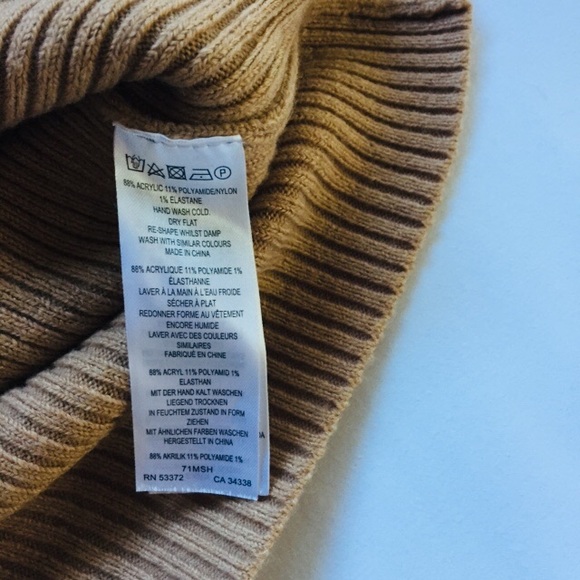 P
88% ACRYLIC 11% POLYAMIDE/NYLON
1% ELASTANE
HAND WASH COLD
DRY FLAT
RE-SHAPE WHILST DAMP
WASH WITH SIMILAR COLOURS
MADE IN CHINA
88% ACRYLIQUE 11% POLYAMIDE 1%
ÉLASTHANNE
LAVER À LA MAIN À L'EAU FROIDE
SÉCHER À PLAT
REDONNER FORME AU VÊTEMENT
ENCORE HUMIDE
LAVER AVEC DES COULEURS
SIMILAIRES
FABRIQUÉ EN CHINE
88% ACRYL 11% POLYAMID 1%
ELASTHAN
MIT DER HAND KALT WASCHEN
LIEGEND TROCKNEN
IN FEUCHTEM ZUSTAND IN FORM
ZIEHEN
MIT ÄHNLICHEN FARBEN WASCHEN
HERGESTELLT IN CHINA
88% AKRILIK 11% POLYAMIDE 1%
71MSH
RN 53372 CA 34338